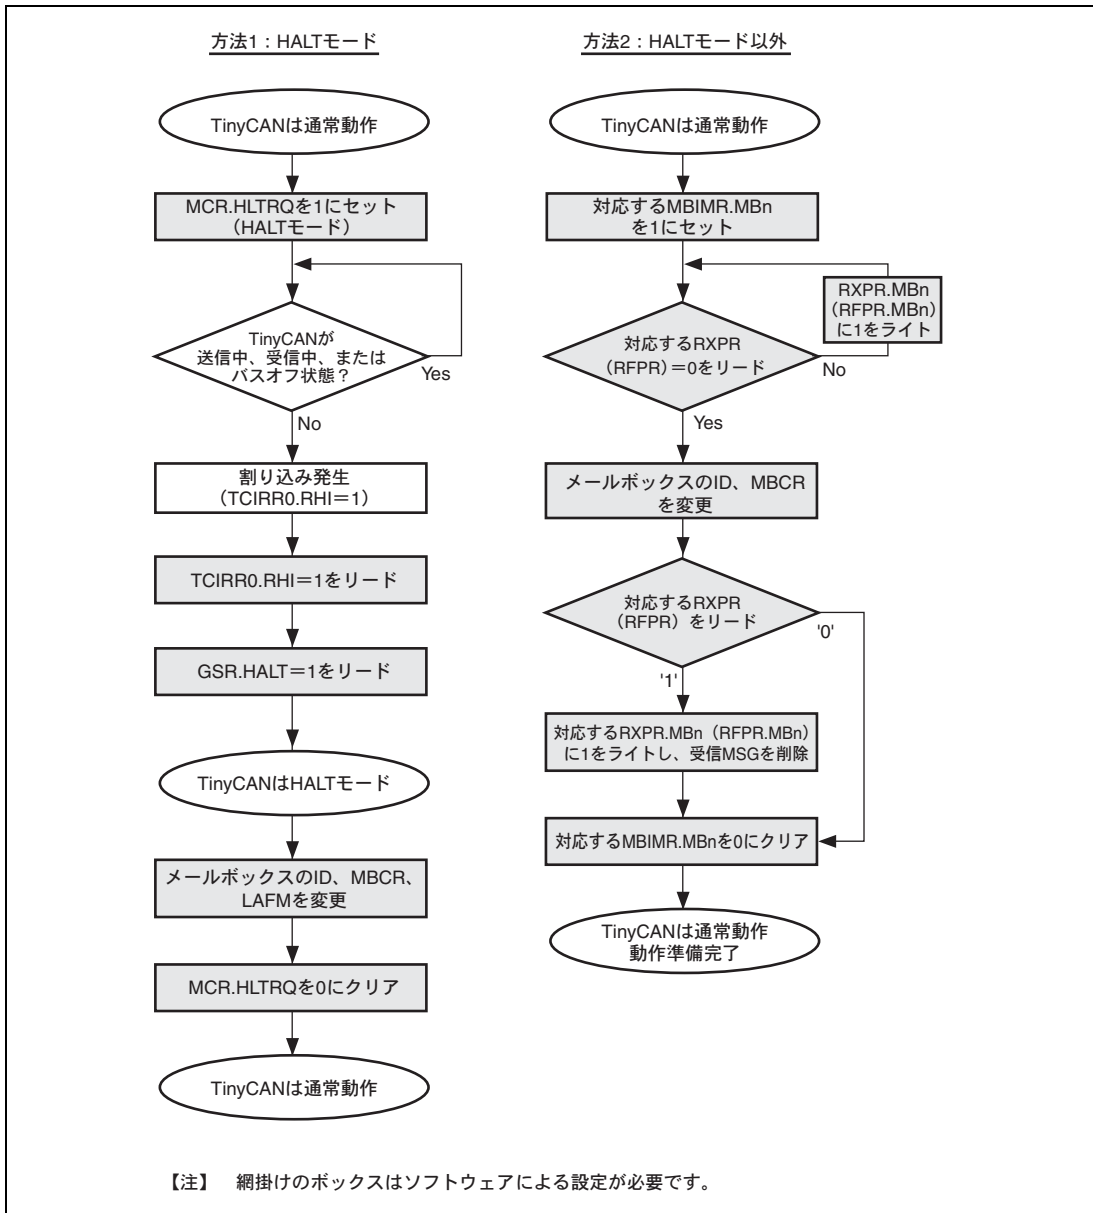 方法1:HALTモード
TinyCANは通常動作
MCR.HLTRQを1にセット
(HALTモード)
TinyCANが
送信中、受信中、または
バスオフ状態?
Yes
No
割り込み発生
(TCIRR0.RHI=1)
TCIRR0.RHI=1をリード
GSR.HALT=1をリード
TinyCANはHALTモード
メールボックスのID、MBCR、
LAFMを変更
MCR.HLTRQを0にクリア
TinyCANは通常動作
方法2:HALTモード以外
TinyCANは通常動作
対応するMBIMR.MBn
を1にセット
RXPR.MBn
(RFPR.MBn)
に1をライト
対応するRXPR
(RFPR)=0をリード
No
Yes
メールボックスのID、MBCR
を変更
対応するRXPR
(RFPR)をリード
'0'
'1'
対応するRXPR.MBn(RFPR.MBn)
に1をライトし、受信MSGを削除
対応するMBIMR.MBnを0にクリア
TinyCANは通常動作
動作準備完了
【注】 網掛けのボックスはソフトウェアによる設定が必要です。